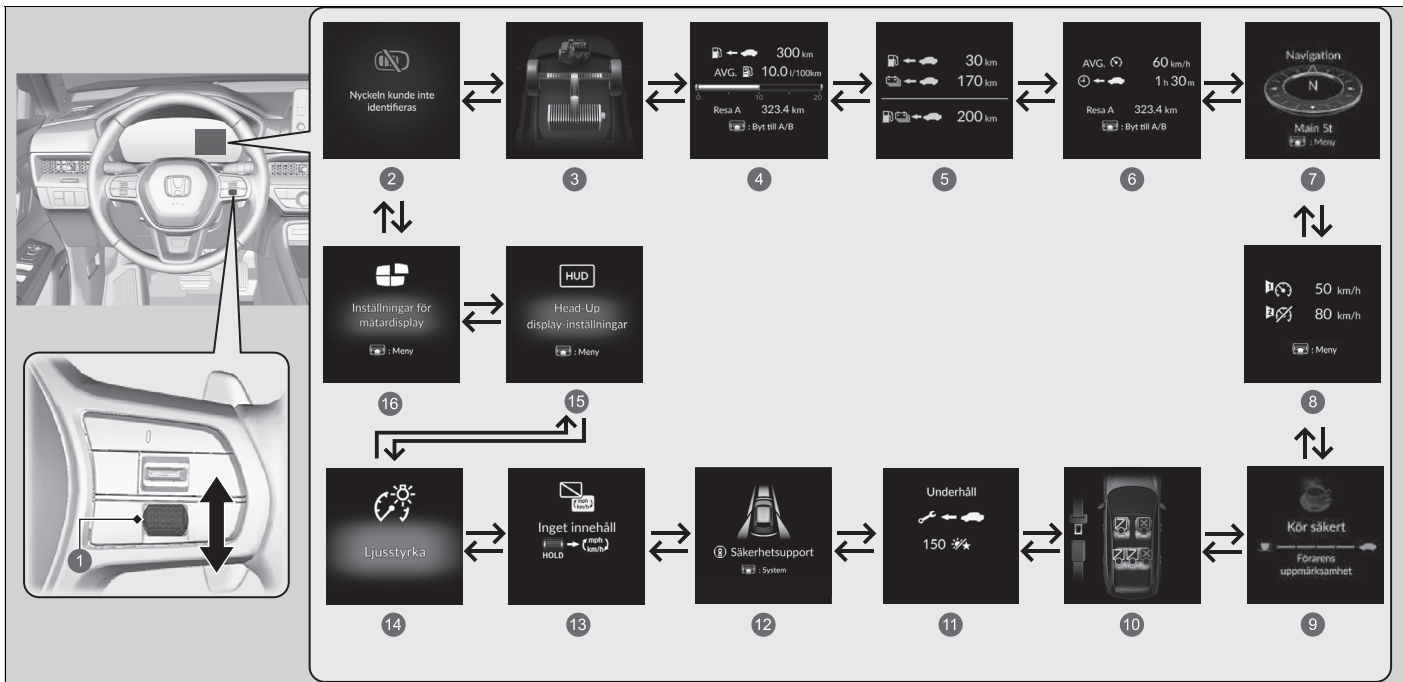 Nyckeln kunde inte
identifieras
300 km
AVG. 10.0 l/100km
0 10 20
Resa A 323.4 km
: Byt till A/B
30 km
170 km
200 km
AVG. 60 km/h
1 h 30 m
Resa A 323.4 km
: Byt till A/B
Navigation
N
Main St
: Meny
2
3
4
5
6
7
Inställningar för
mätardisplay
: Meny
HUD
Head-Up
display-inställningar
: Meny
1 50 km/h
2 80 km/h
: Meny
16
15
8
1
Ljusstyrka
mph
km/h
Inget innehåll
HOLD mph
km/h
Säkerhetsupport
: System
Underhåll
150
Kör säkert
Förarens
uppmärksamhet
14
13
12
11
10
9